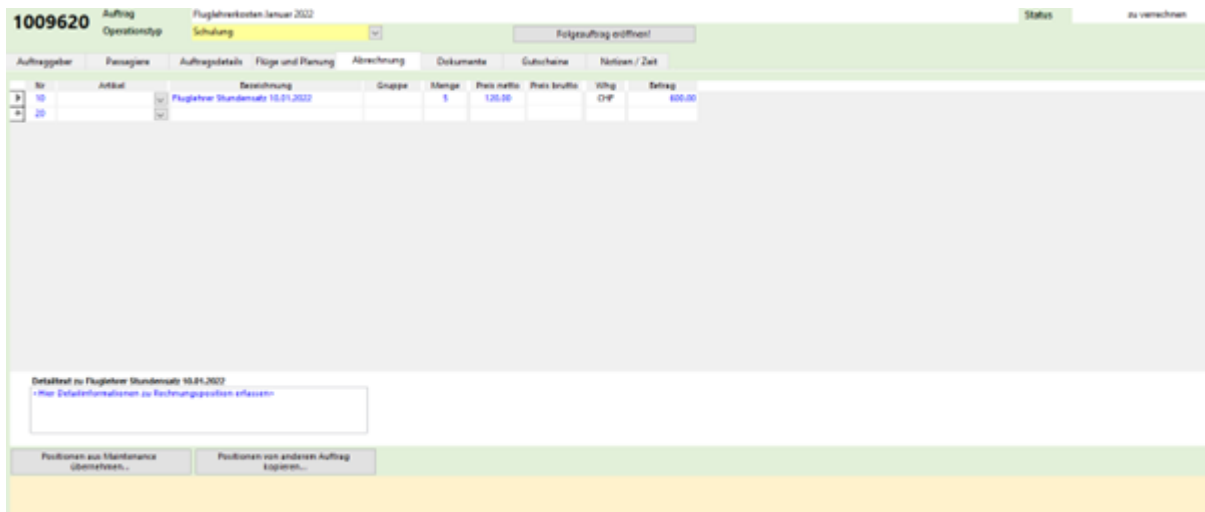 1009620
Auftrag Fluglehrerkosten Januar 2022 Status zu verrechnen
Operationstyp Schulung Folgeauftrag eröffnen!
Auftraggeber Passagiere Auftragsdetails Flüge und Planung Abrechnung Dokumente Gutscheine Notizen / Zeit
Nr Artikel Bezeichnung Gruppe Menge Preis netto Preis brutto Whg Betrag
10 Fluglehrer Stundensatz 10.01.2022 5 120.00 CHF 600.00
20
Detailtext zu Fluglehrer Stundensatz 10.01.2022
<Hier Detailinformationen zu Rechnungsposition erfassen>
Positionen aus Maintenance
übernehmen...
Positionen von anderem Auftrag
kopieren...